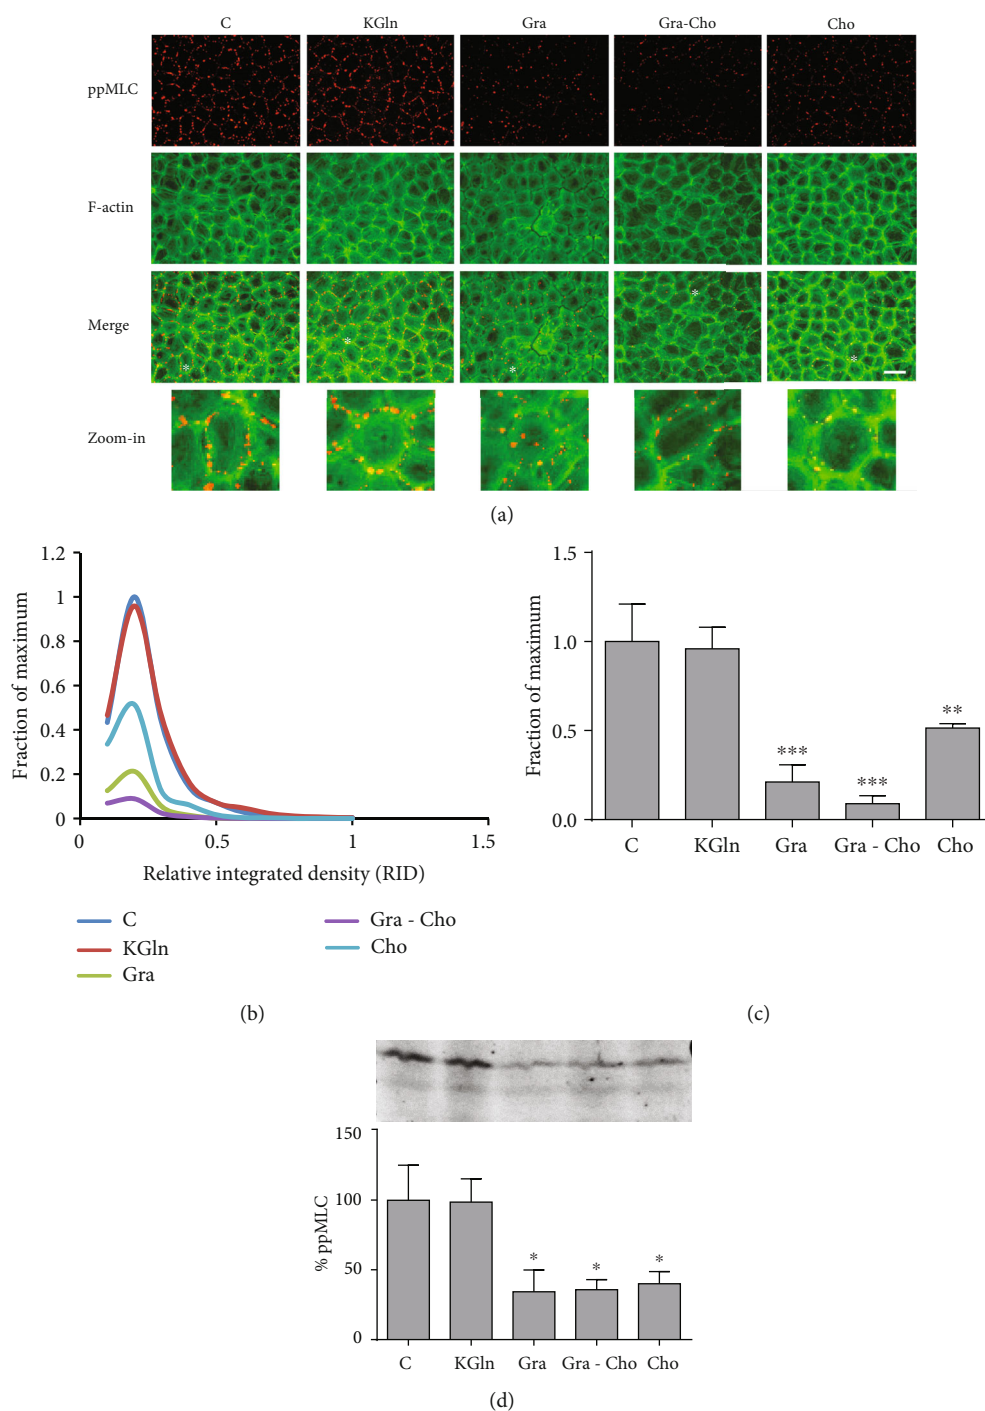 C KGln Gra Gra-Cho Cho
ppMLC
F-actin
Merge
*
*
*
*
*
Zoom-in
(a)
Fraction of maximum
1.2
1
0.8
0.6
0.4
0.2
0
0 0.5 1 1.5
Relative integrated density (RID)
C
KGln
Gra
Gra - Cho
Cho
(b)
Fraction of maximum
1.5
1.0
0.5
0.0
***
***
**
C KGln Gra Gra - Cho Cho
(c)
% ppMLC
150
100
50
0
*
*
*
C KGln Gra Gra - Cho Cho
(d)